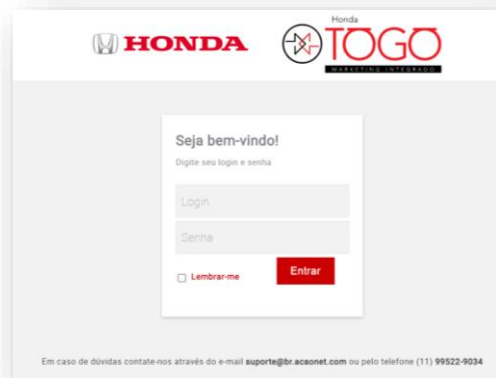 HONDA
Honda
TOGO
MARKETING INTEGRADO
Seja bem-vindo!
Digite seu login e senha
Login
Senha
Lembrar-me
Entrar
Em caso de dúvidas contate-nos através do e-mail suporte@br.acaonet.com ou pelo telefone (11) 99522-9034